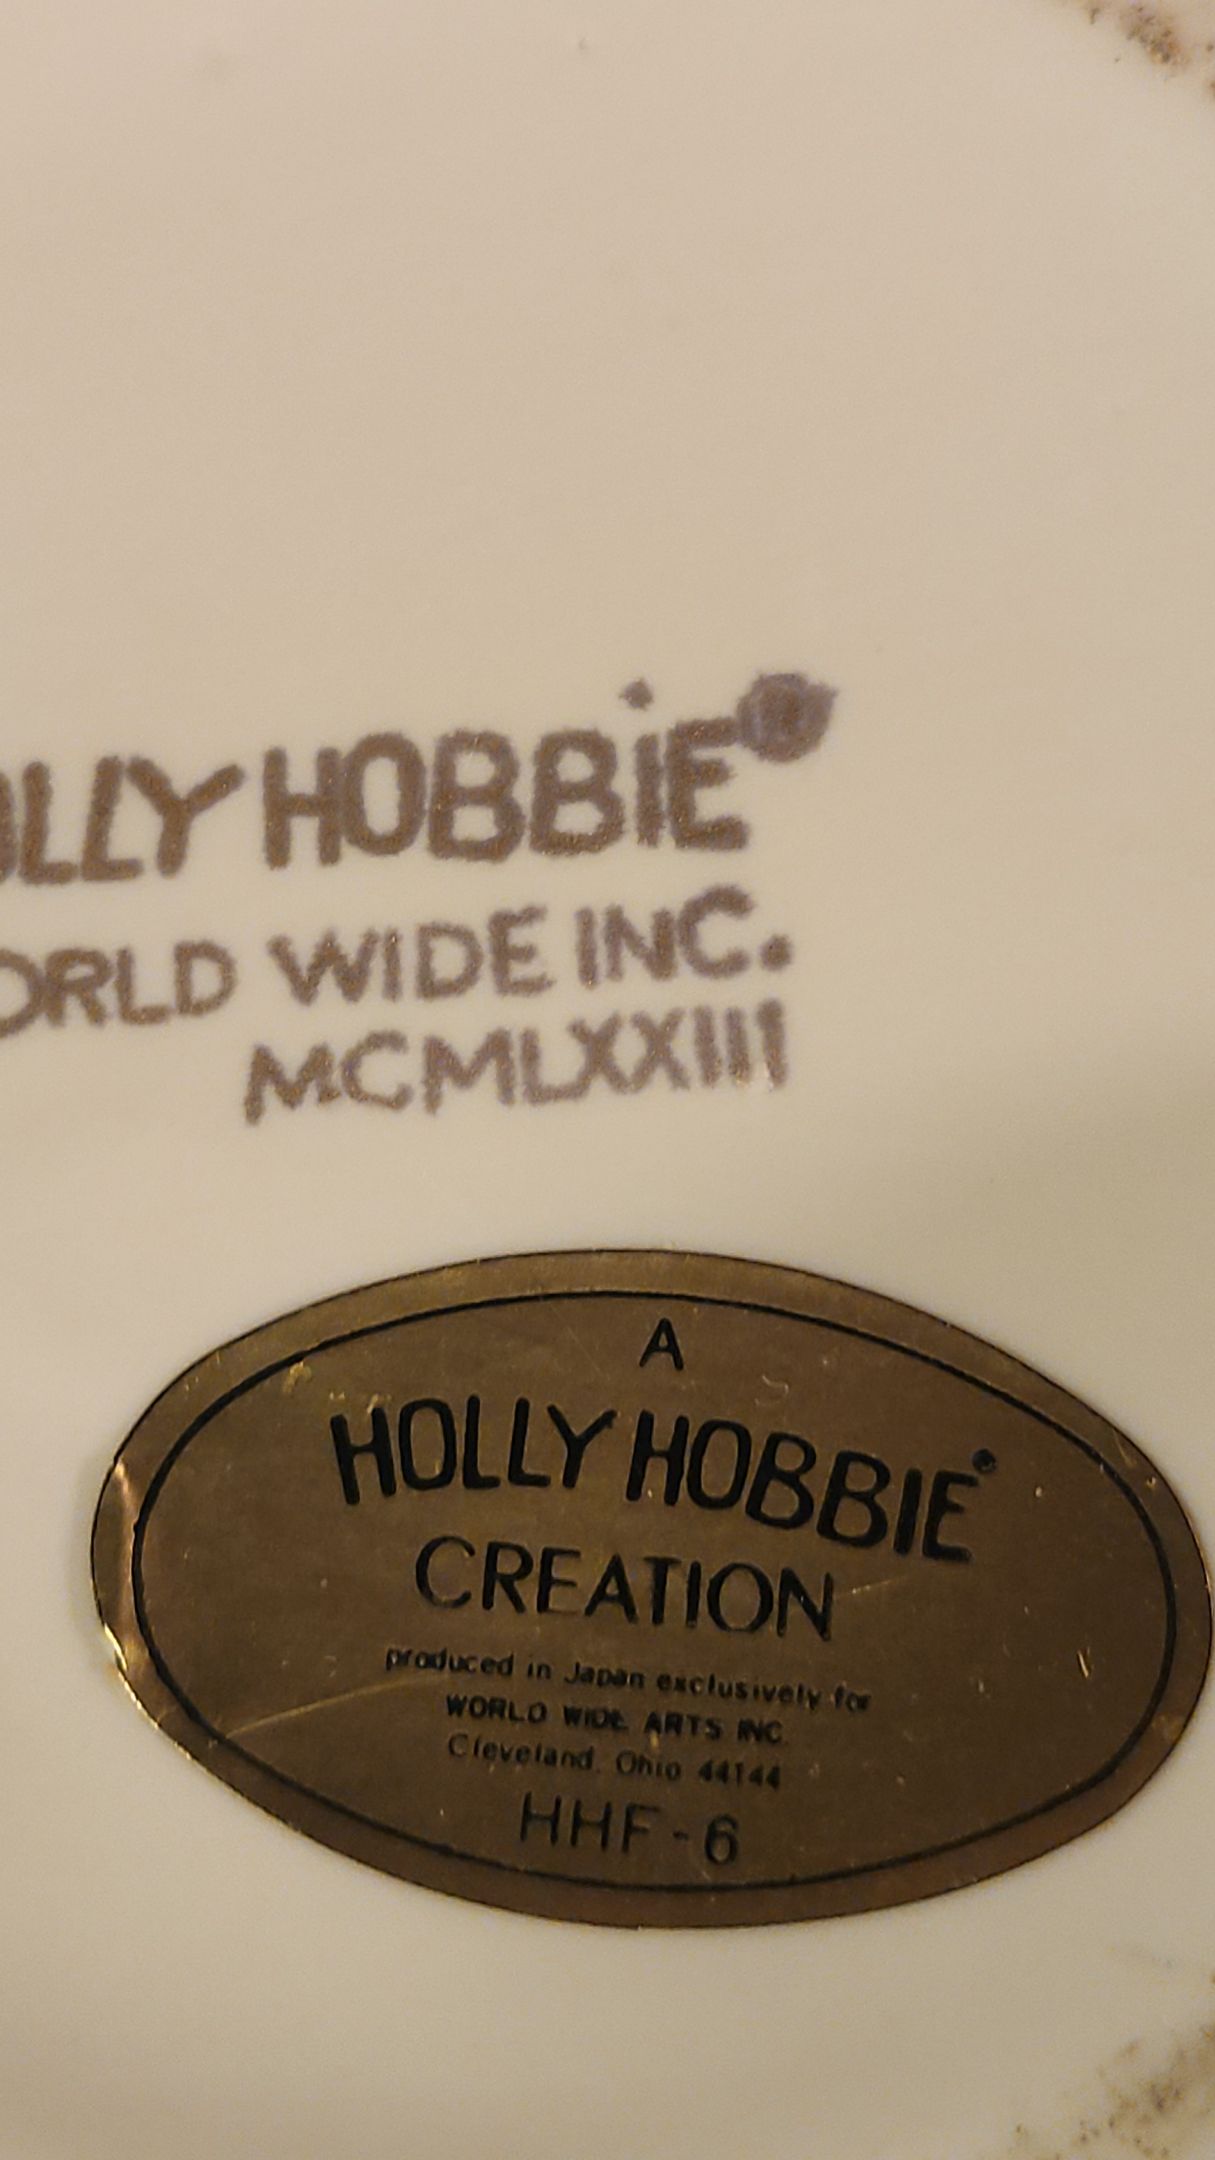 OLLY HOBBiE®
ORLD WIDE INC.
MCMLXXIII
A
HOLLY HOBBIE®
CREATION
produced in Japan exclusively for
WORLD WIDE ARTS INC.
Cleveland, Ohio 44144
HHF-6